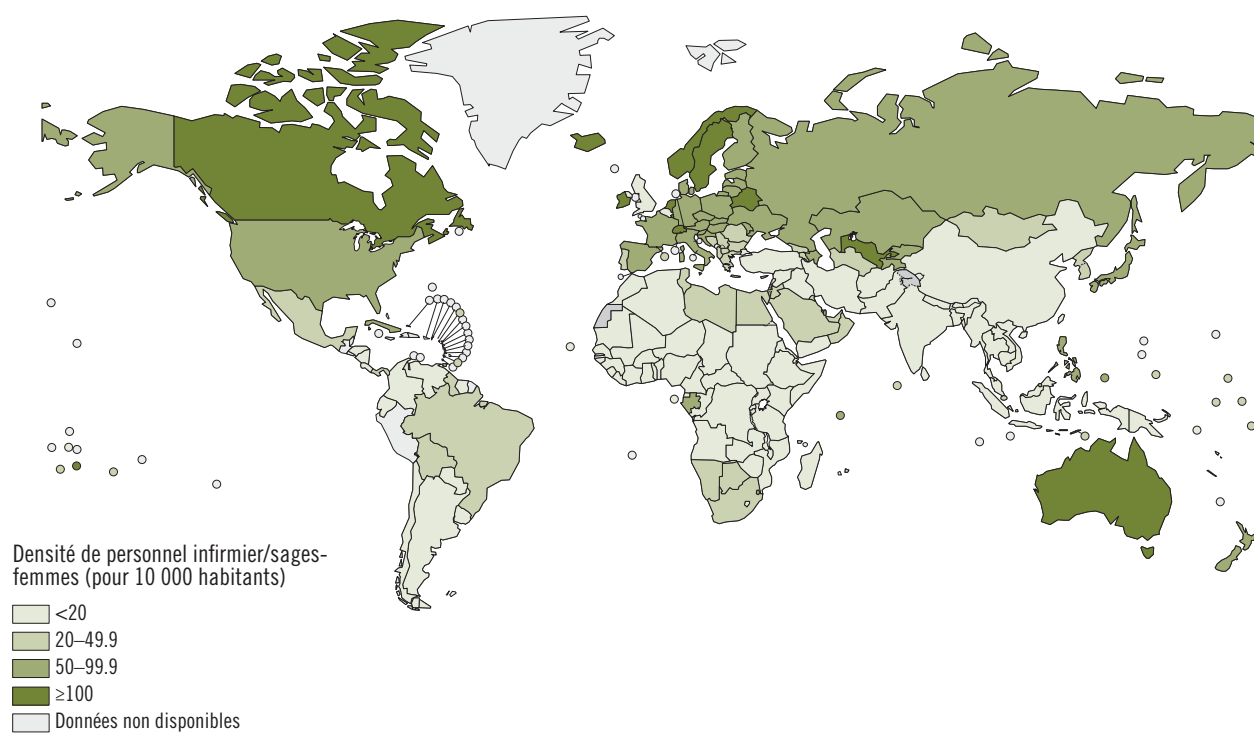 Densité de personnel infirmier/sages-
femmes (pour 10 000 habitants)
<20
20–49.9
50–99.9
≥100
Données non disponibles